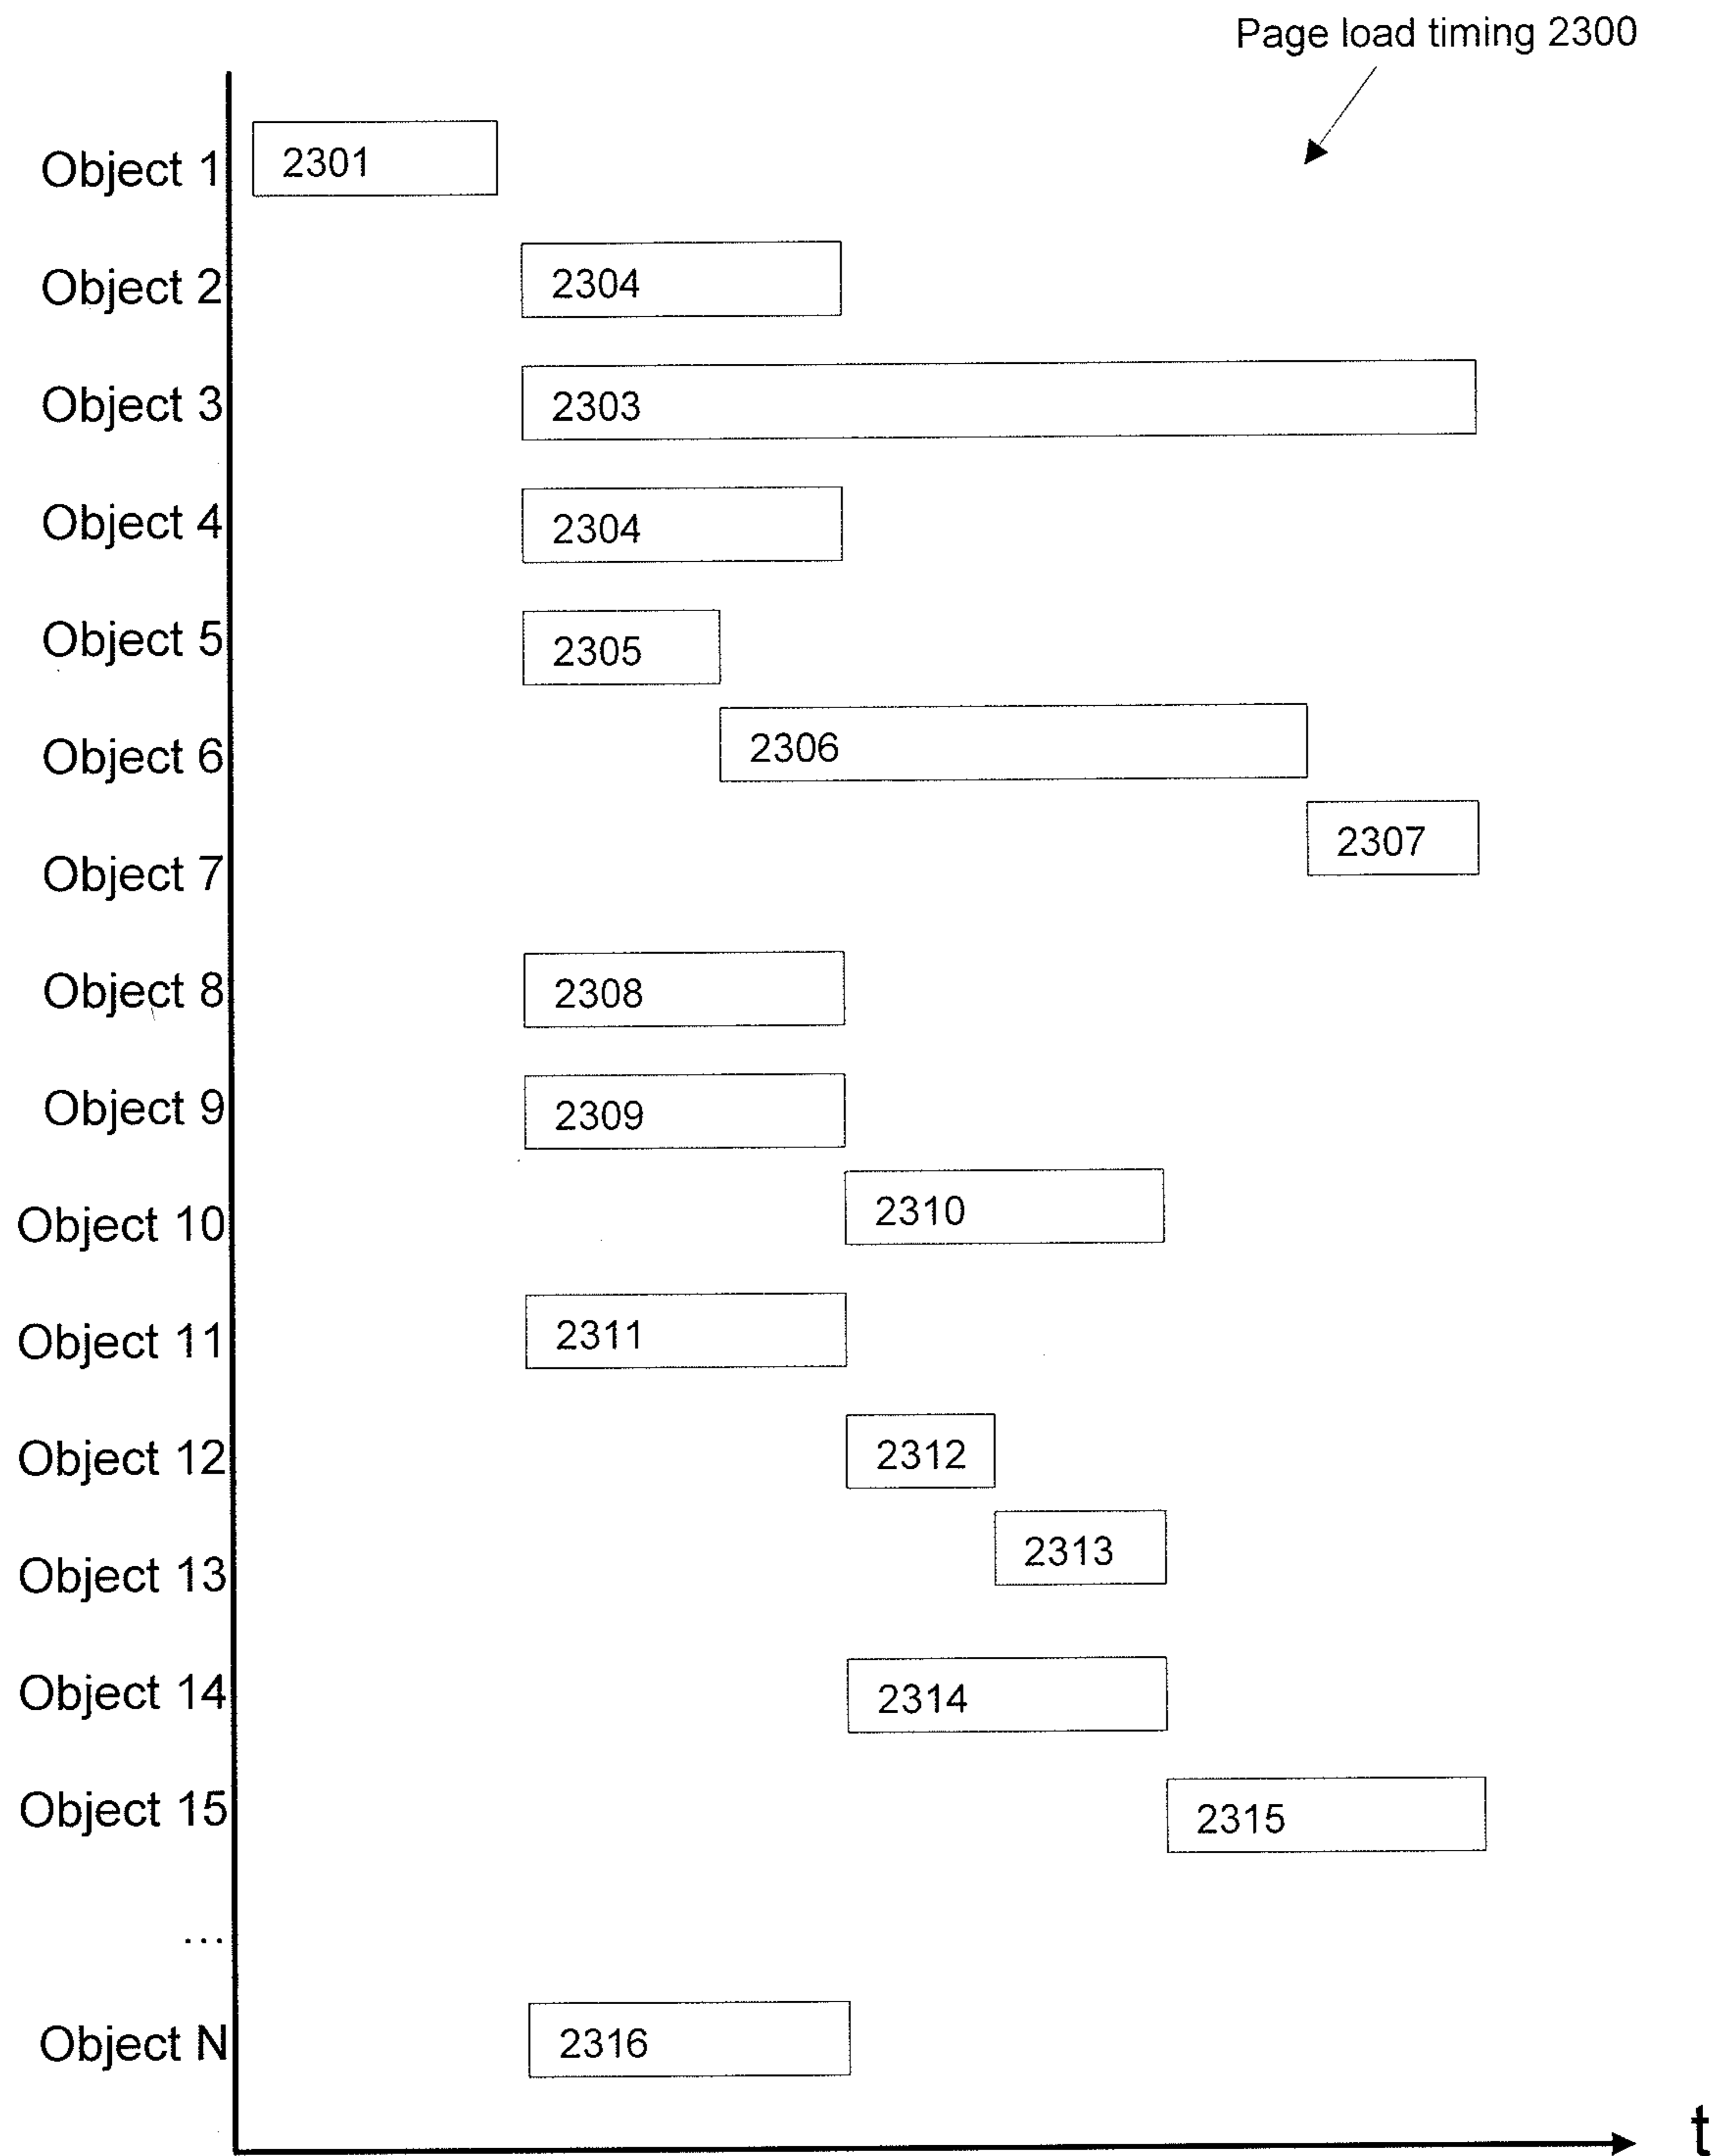 Page load timing 2300
Object 1 2301
Object 2 2304
Object 3 2303
Object 4 2304
Object 5 2305
Object 6 2306
Object 7 2307
Object 8 2308
Object 9 2309
Object 10 2310
Object 11 2311
Object 12 2312
Object 13 2313
Object 14 2314
Object 15 2315
...
Object N 2316
t